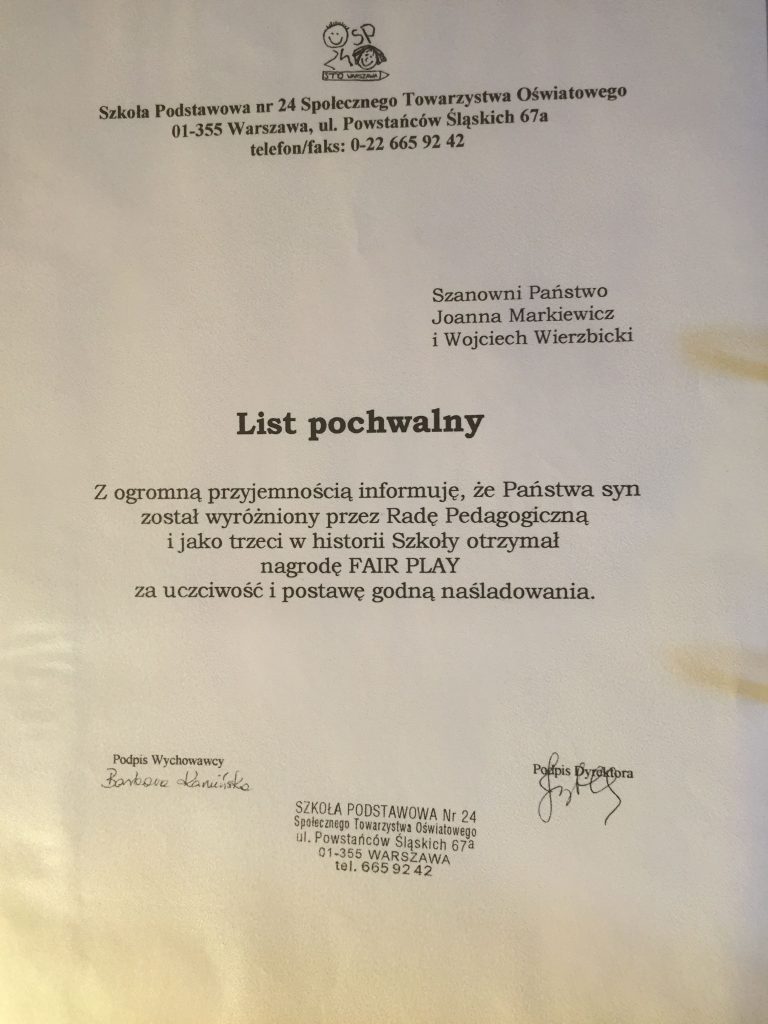 SP
24
STO WARSZAWA
Szkoła Podstawowa nr 24 Społecznego Towarzystwa Oświatowego
01-355 Warszawa, ul. Powstańców Śląskich 67a
telefon/faks: 0-22 665 92 42
Szanowni Państwo
Joanna Markiewicz
i Wojciech Wierzbicki
List pochwalny
Z ogromną przyjemnością informuję, że Państwa syn
został wyróżniony przez Radę Pedagogiczną
i jako trzeci w historii Szkoły otrzymał
nagrodę FAIR PLAY
za uczciwość i postawę godną naśladowania.
Podpis Wychowawcy
Barbara Kamińska
Podpis Dyrektora
SZKOŁA PODSTAWOWA Nr 24
Społecznego Towarzystwa Oświatowego
ul. Powstańców Śląskich 67a
01-355 WARSZAWA
tel. 665 92 42